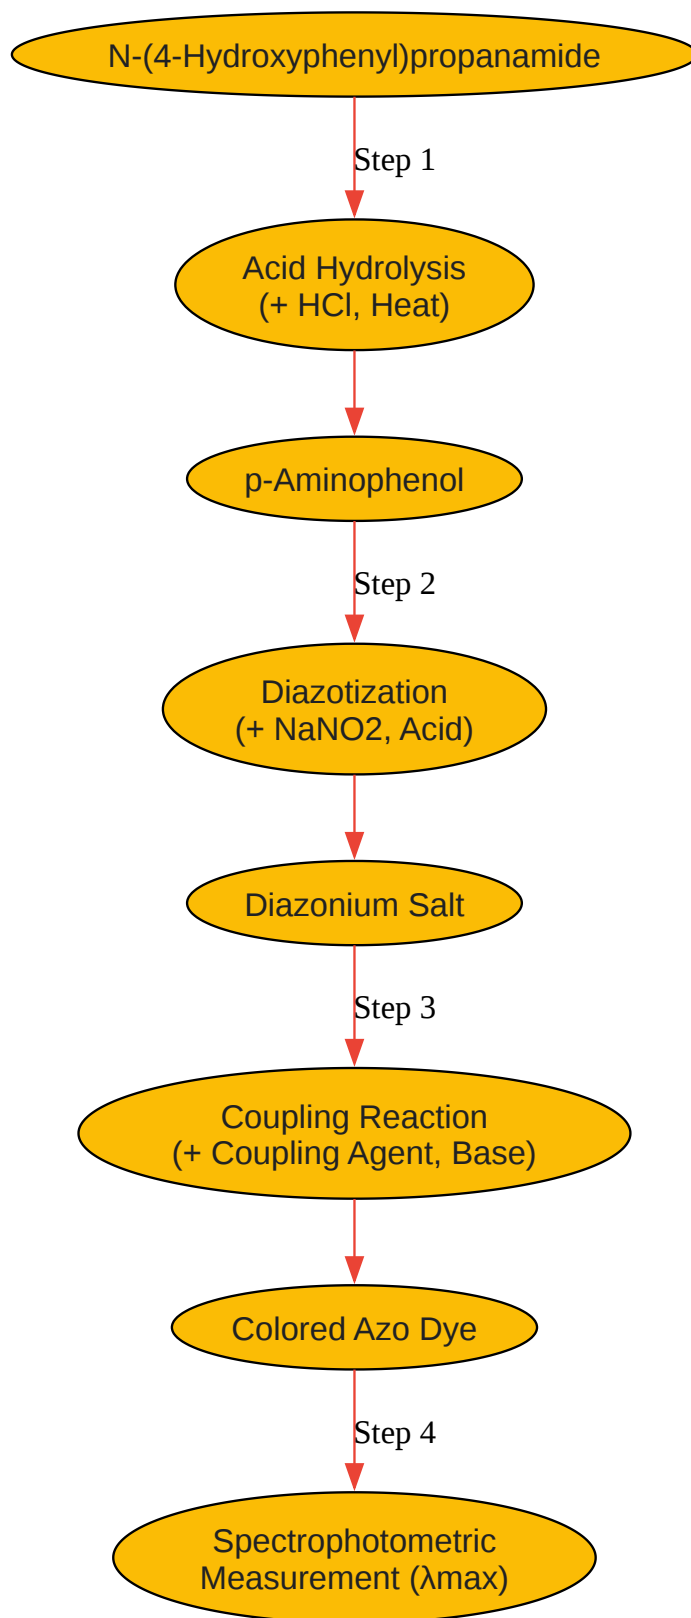 N-(4-Hydroxyphenyl)propanamide
Step 1
Acid Hydrolysis
(+ HCl, Heat)
p-Aminophenol
Step 2
Diazotization
(+ NaNO2, Acid)
Diazonium Salt
Step 3
Coupling Reaction
(+ Coupling Agent, Base)
Colored Azo Dye
Step 4
Spectrophotometric
Measurement (λmax)